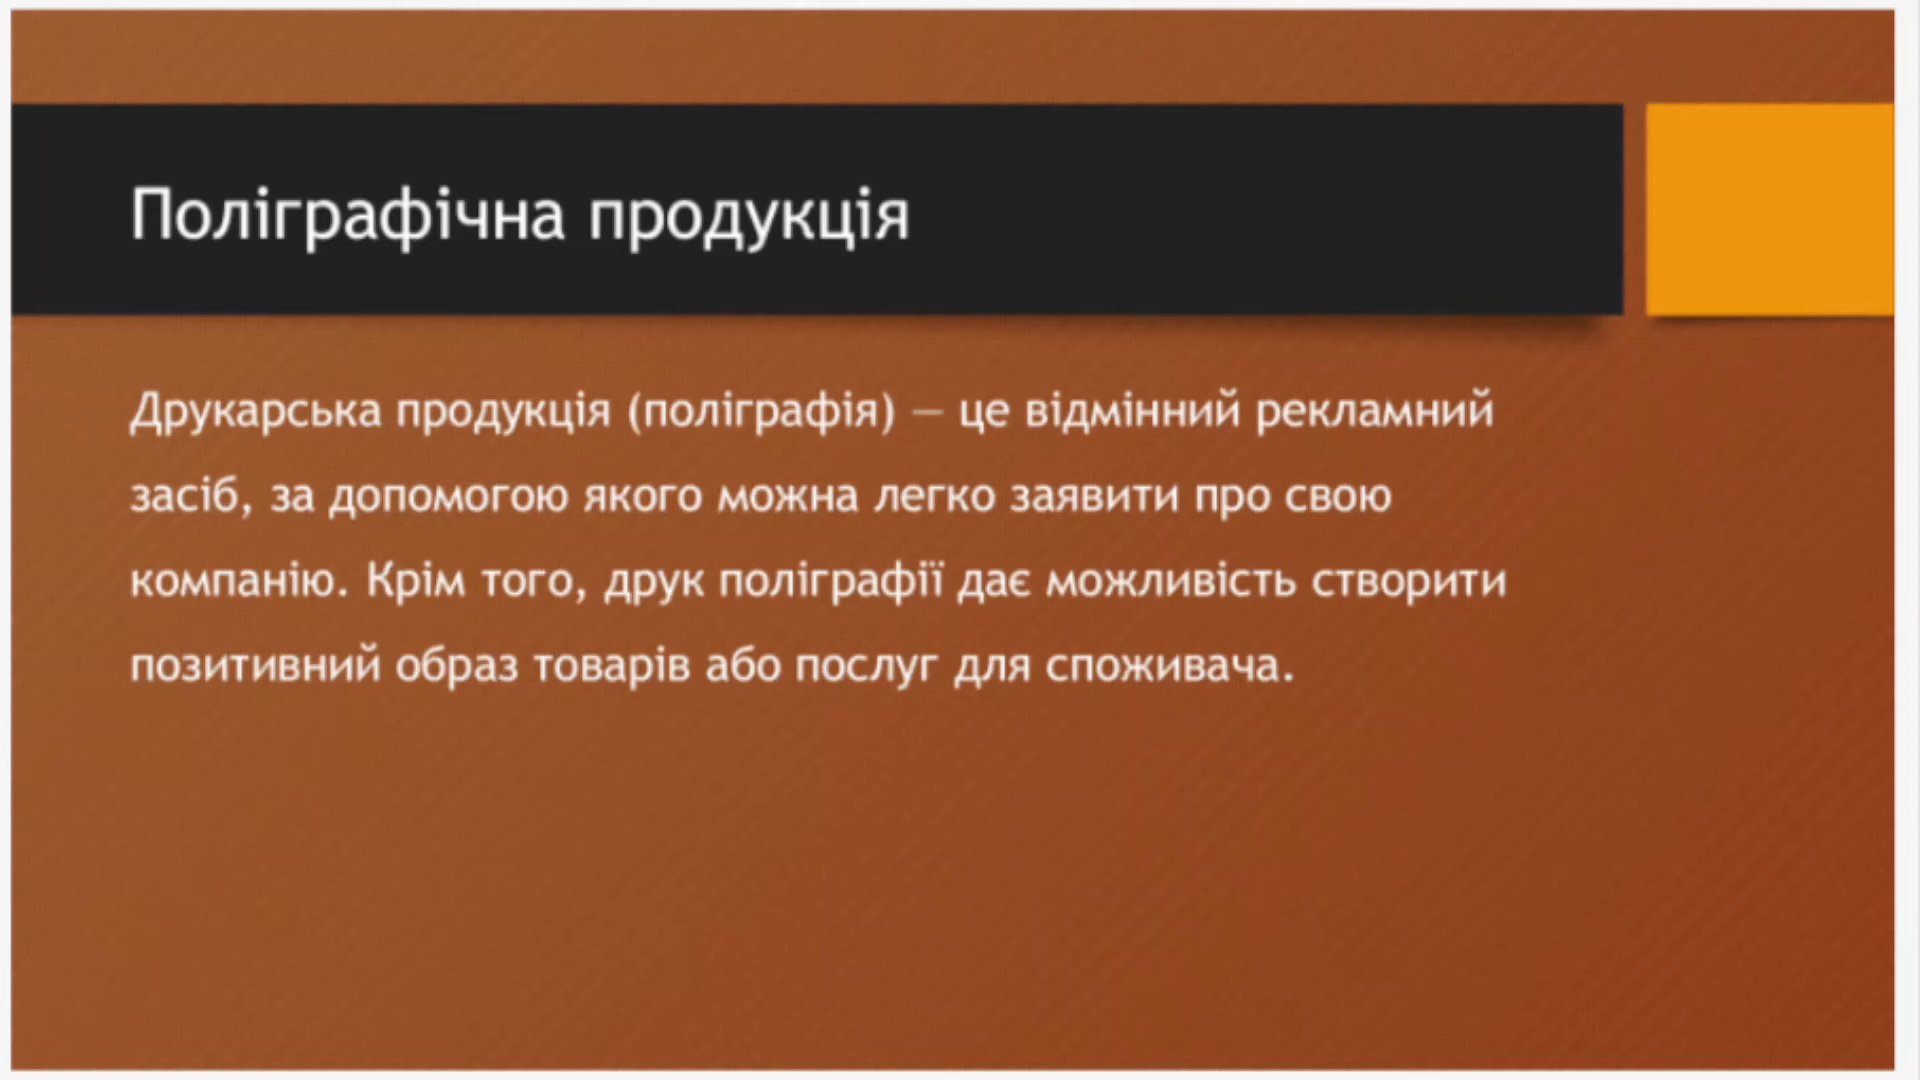 Поліграфічна продукція
Друкарська продукція (поліграфія) — це відмінний рекламний
засіб, за допомогою якого можна легко заявити про свою
компанію. Крім того, друк поліграфії дає можливість створити
позитивний образ товарів або послуг для споживача.